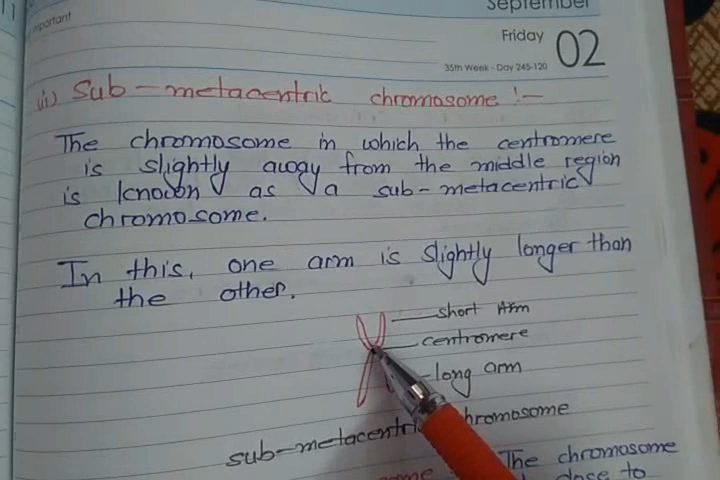 September
important
Friday
02
35th Week - Day 245-120
ii) Sub-metacentric chromosome :-
The chromosome in which the centromere
is slightly away from the middle region
is known as a sub-metacentric
chromosome.
In this, one arm is slightly longer than
the other.
short Arm
centromere
long arm
sub-metacentric chromosome
The chromosome
close to